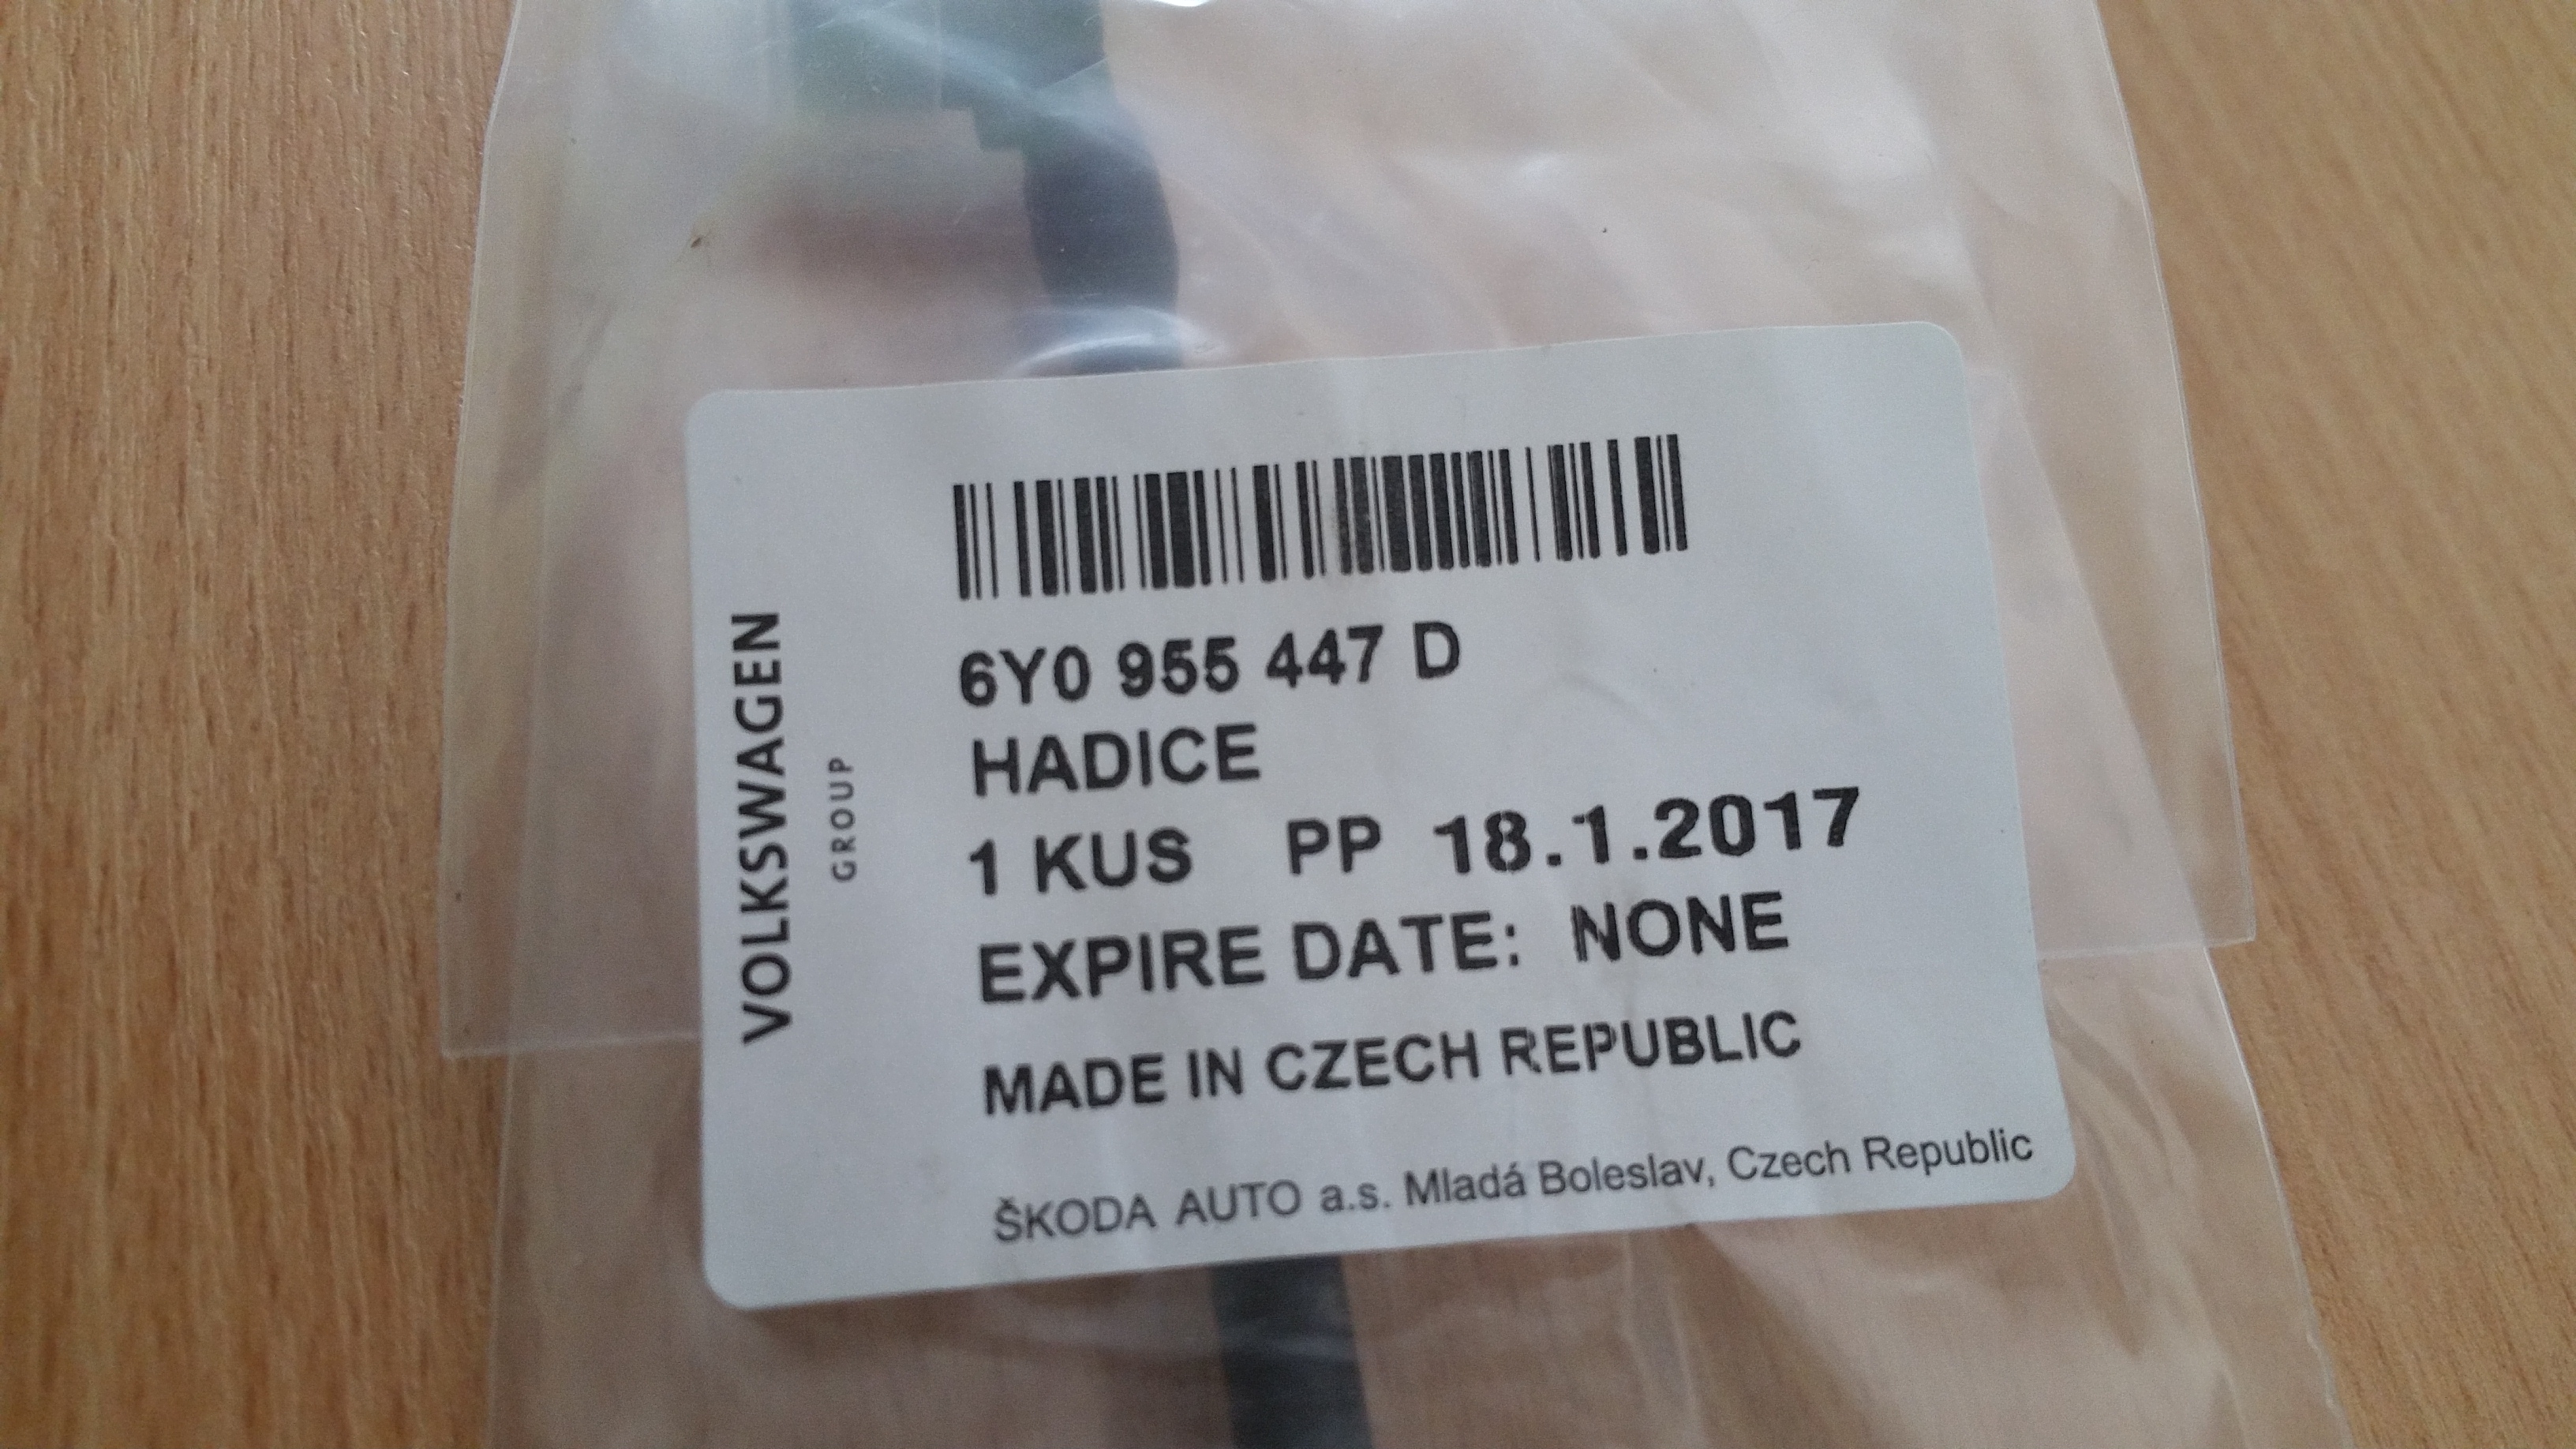 VOLKSWAGEN
GROUP
6Y0 955 447 D
HADICE
1 KUS PP 18.1.2017
EXPIRE DATE: NONE
MADE IN CZECH REPUBLIC
ŠKODA AUTO a.s. Mladá Boleslav, Czech Republic